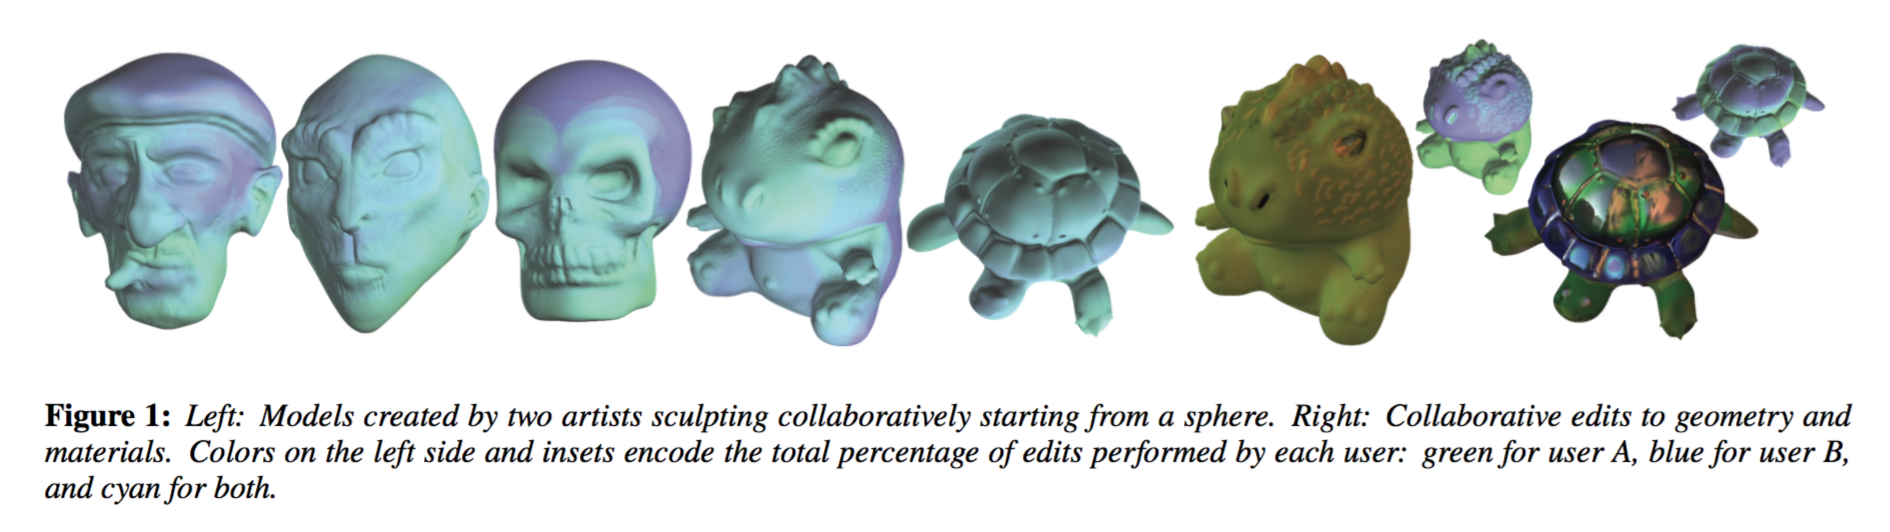 Figure 1: Left: Models created by two artists sculpting collaboratively starting from a sphere. Right: Collaborative edits to geometry and
materials. Colors on the left side and insets encode the total percentage of edits performed by each user: green for user A, blue for user B,
and cyan for both.